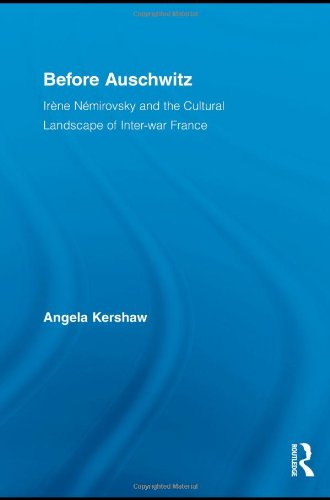 Before Auschwitz
Irène Némirovsky and the Cultural
Landscape of Inter-war France
Angela Kershaw
ROUTLEDGE